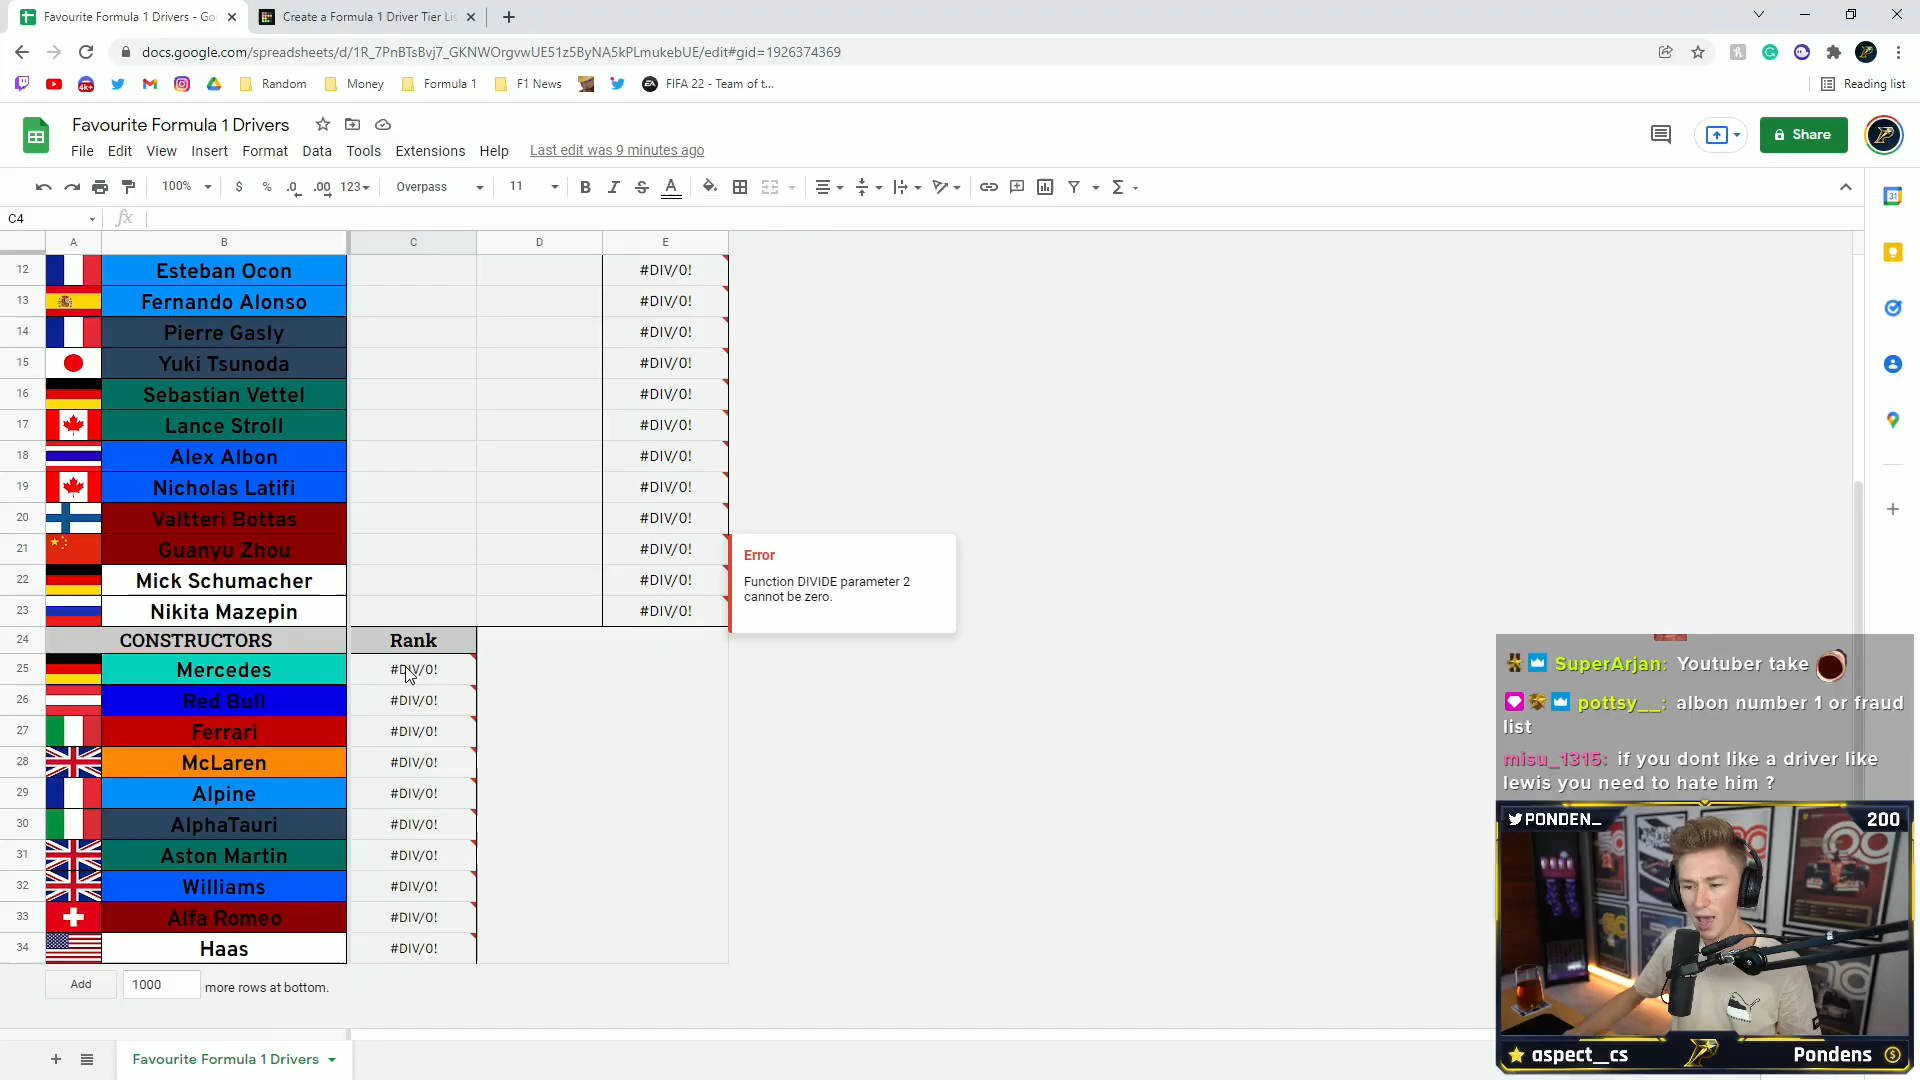 Favourite Formula 1 Drivers - Goo
Create a Formula 1 Driver Tier Lis
docs.google.com/spreadsheets/d/1R_7PnBTsBvj7_GKNWOrgvwUE51z5ByNA5kPLmukebUE/edit#gid=1926374369
Random Money Formula 1 F1 News FIFA 22 - Team of t... Reading list
Favourite Formula 1 Drivers
File Edit View Insert Format Data Tools Extensions Help Last edit was 9 minutes ago
Share
100% $ % .0 .00 123 Overpass 11 B I S A
C4 fx
A B C D E
12 Esteban Ocon #DIV/0!
13 Fernando Alonso #DIV/0!
14 Pierre Gasly #DIV/0!
15 Yuki Tsunoda #DIV/0!
16 Sebastian Vettel #DIV/0!
17 Lance Stroll #DIV/0!
18 Alex Albon #DIV/0!
19 Nicholas Latifi #DIV/0!
20 Valtteri Bottas #DIV/0!
21 Guanyu Zhou #DIV/0!
22 Mick Schumacher #DIV/0!
23 Nikita Mazepin #DIV/0!
Error
Function DIVIDE parameter 2
cannot be zero.
24 CONSTRUCTORS Rank
25 Mercedes #DIV/0!
26 Red Bull #DIV/0!
27 Ferrari #DIV/0!
28 McLaren #DIV/0!
29 Alpine #DIV/0!
30 AlphaTauri #DIV/0!
31 Aston Martin #DIV/0!
32 Williams #DIV/0!
33 Alfa Romeo #DIV/0!
34 Haas #DIV/0!
Add 1000 more rows at bottom.
Favourite Formula 1 Drivers
SuperArjan: Youtuber take
pottsy__: albon number 1 or fraud
list
misu_1315: if you dont like a driver like
lewis you need to hate him ?
PONDEN_ 200
aspect__cs Pondens